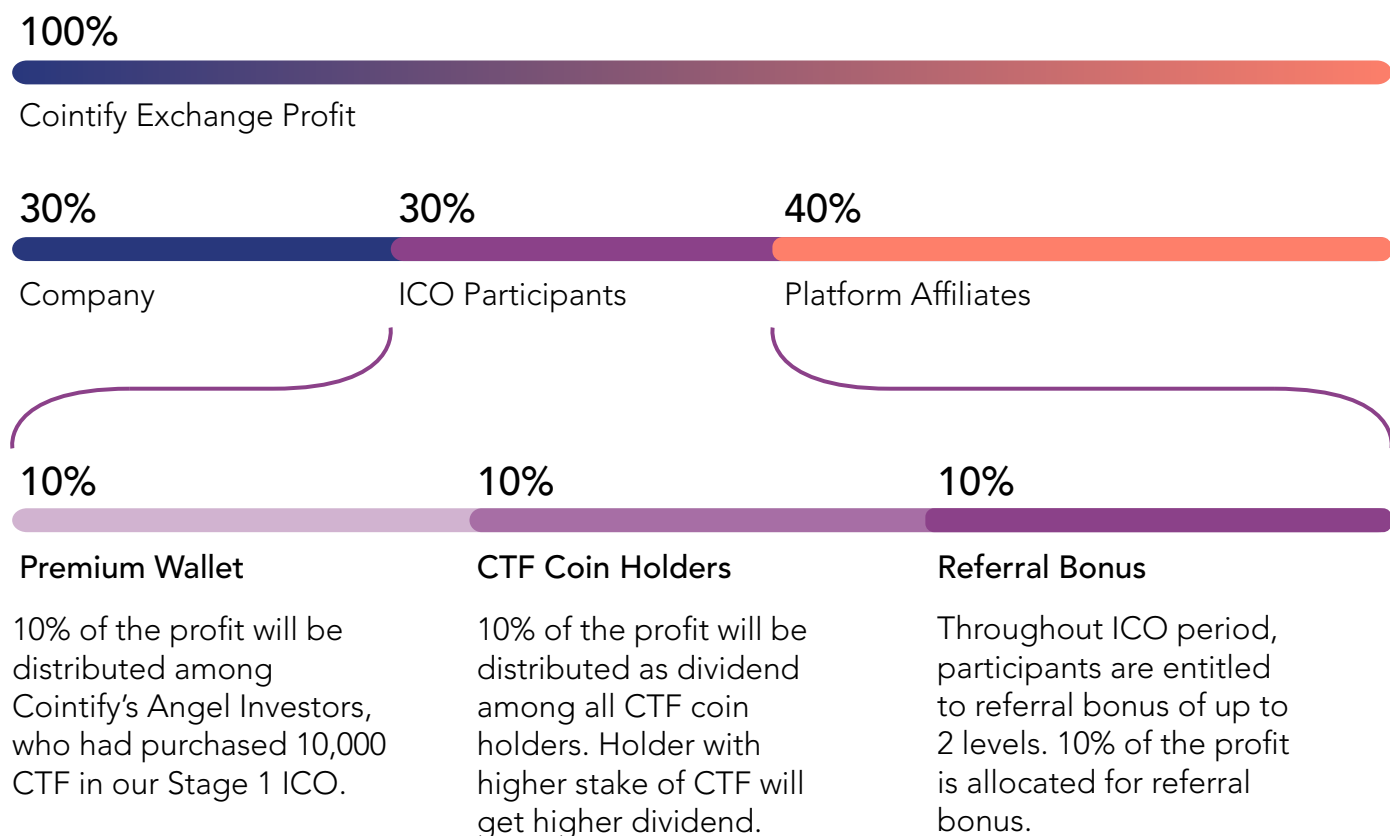 100%
Cointify Exchange Profit
30%
30%
40%
Company
ICO Participants
Platform Affiliates
10%
10%
10%
Premium Wallet
10% of the profit will be
distributed among
Cointify’s Angel Investors,
who had purchased 10,000
CTF in our Stage 1 ICO.
CTF Coin Holders
10% of the profit will be
distributed as dividend
among all CTF coin
holders. Holder with
higher stake of CTF will
get higher dividend.
Referral Bonus
Throughout ICO period,
participants are entitled
to referral bonus of up to
2 levels. 10% of the profit
is allocated for referral
bonus.